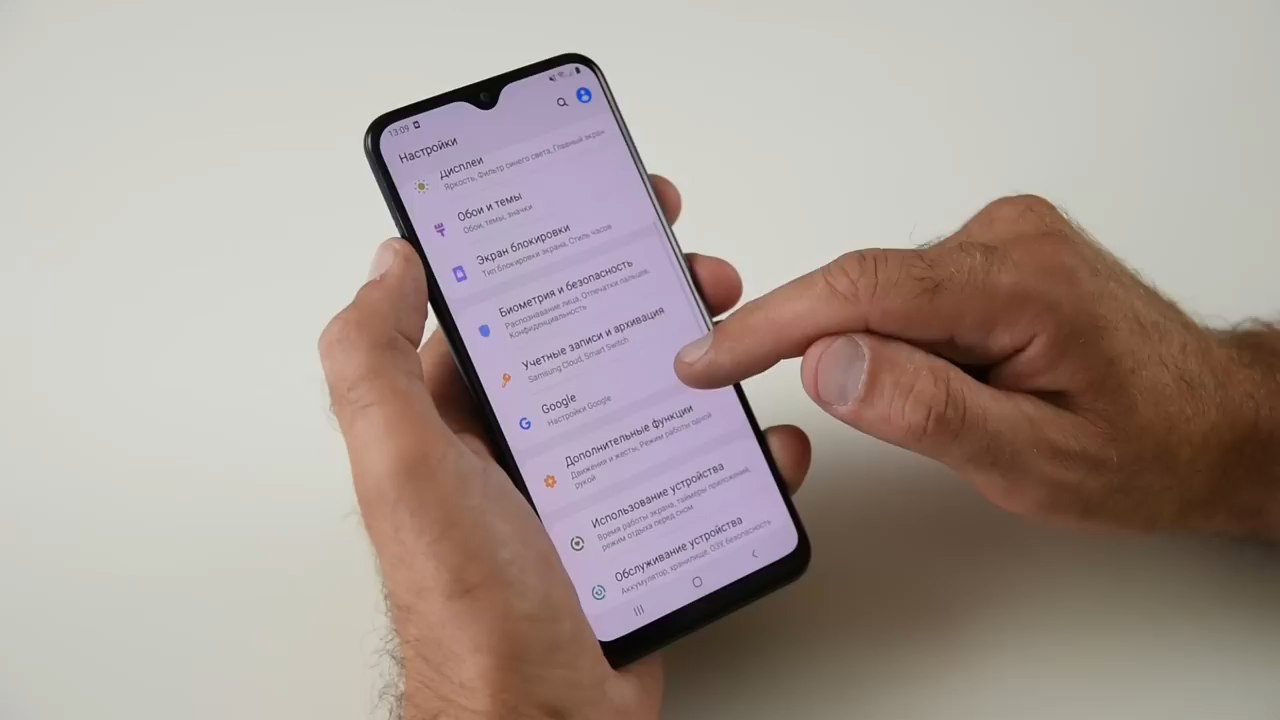 13:09
Настройки
Дисплей
Яркость, Фильтр синего света, Главный экран
Обои и темы
Обои, темы, значки
Экран блокировки
Тип блокировки экрана, Стиль часов
Биометрия и безопасность
Распознавание лица, Отпечатки пальцев,
Конфиденциальность
Учетные записи и архивация
Samsung Cloud, Smart Switch
Google
Настройки Google
Дополнительные функции
Движения и жесты, Режим работы одной
рукой
Использование устройства
Время работы экрана, таймеры приложений,
режим отдыха перед сном
Обслуживание устройства
Аккумулятор, хранилище, ОЗУ, безопасность